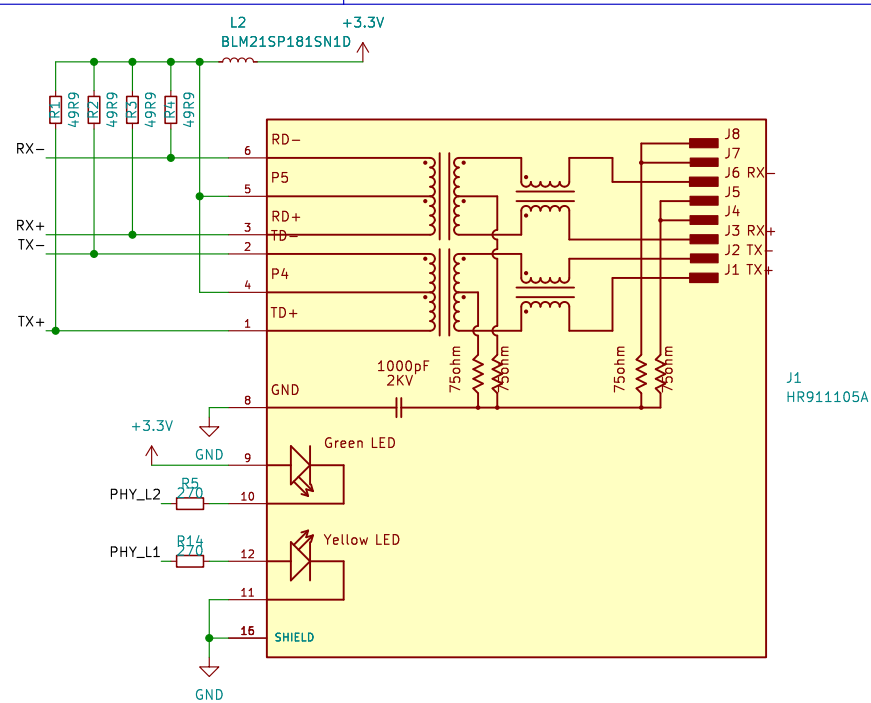 L2
+3.3V
BLM21SP181SN1D
R1
49R9
R2
49R9
R3
49R9
R4
49R9
RX-
RX+
TX-
TX+
6
RD-
5
P5
3
RD+
2
TD-
4
P4
1
TD+
8
GND
1000pF
2KV
75ohm
75ohm
75ohm
75ohm
J8
J7
J6 RX-
J5
J4
J3 RX+
J2 TX-
J1 TX+
J1
HR911105A
GND
+3.3V
9
Green LED
PHY_L2
R5
270
10
PHY_L1
R14
270
12
Yellow LED
11
SHIELD
GND